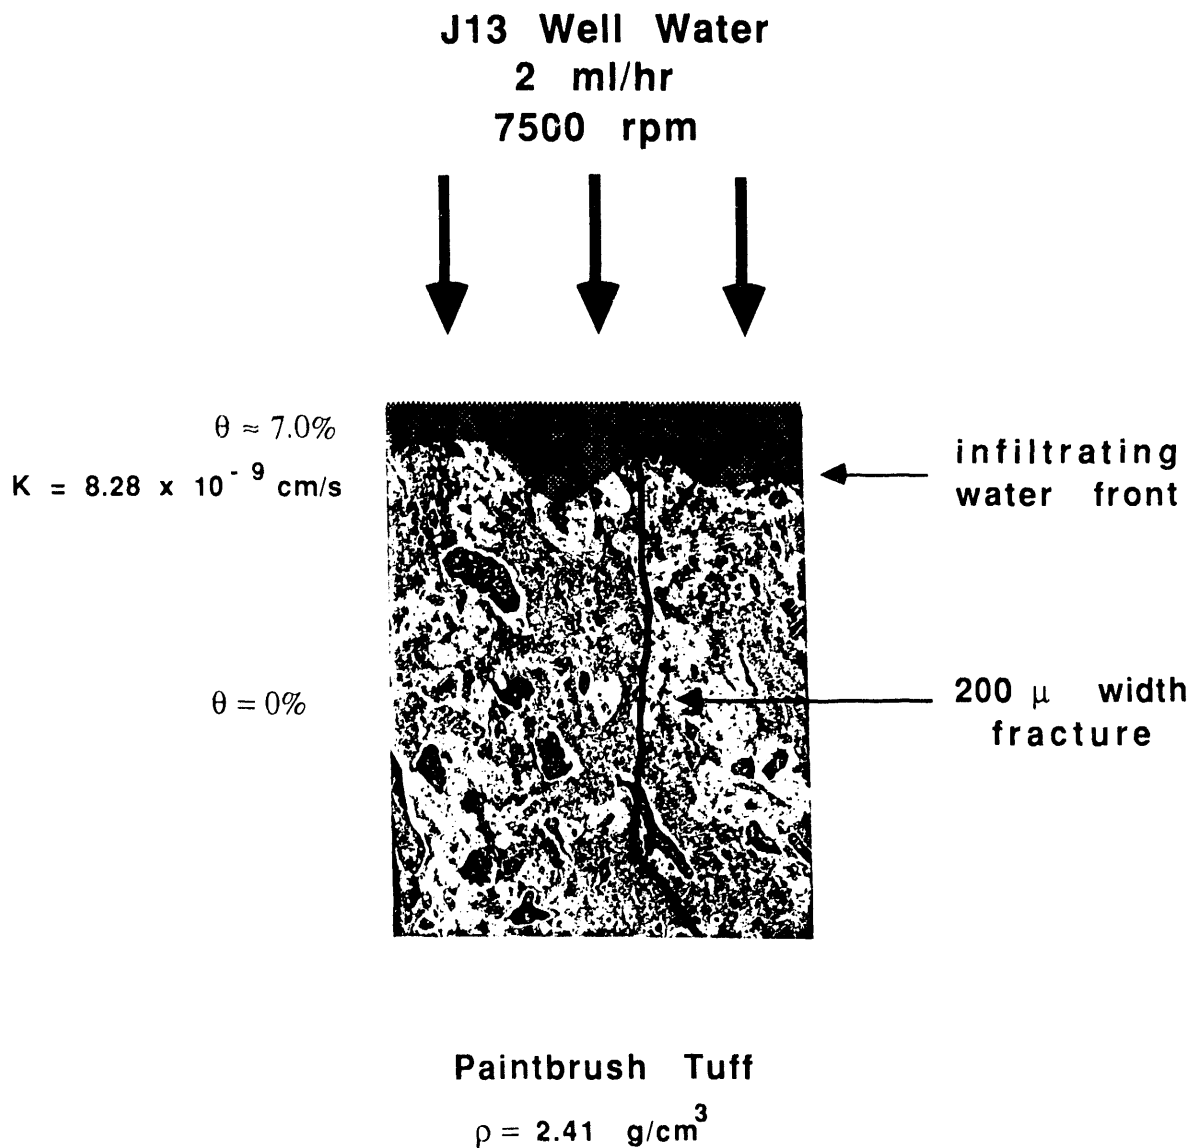 J13 Well Water
2 ml/hr
7500 rpm
θ ≈ 7.0%
K = 8.28 x 10⁻⁹ cm/s
infiltrating
water front
θ = 0%
200 μ width
fracture
Paintbrush Tuff
ρ = 2.41 g/cm³